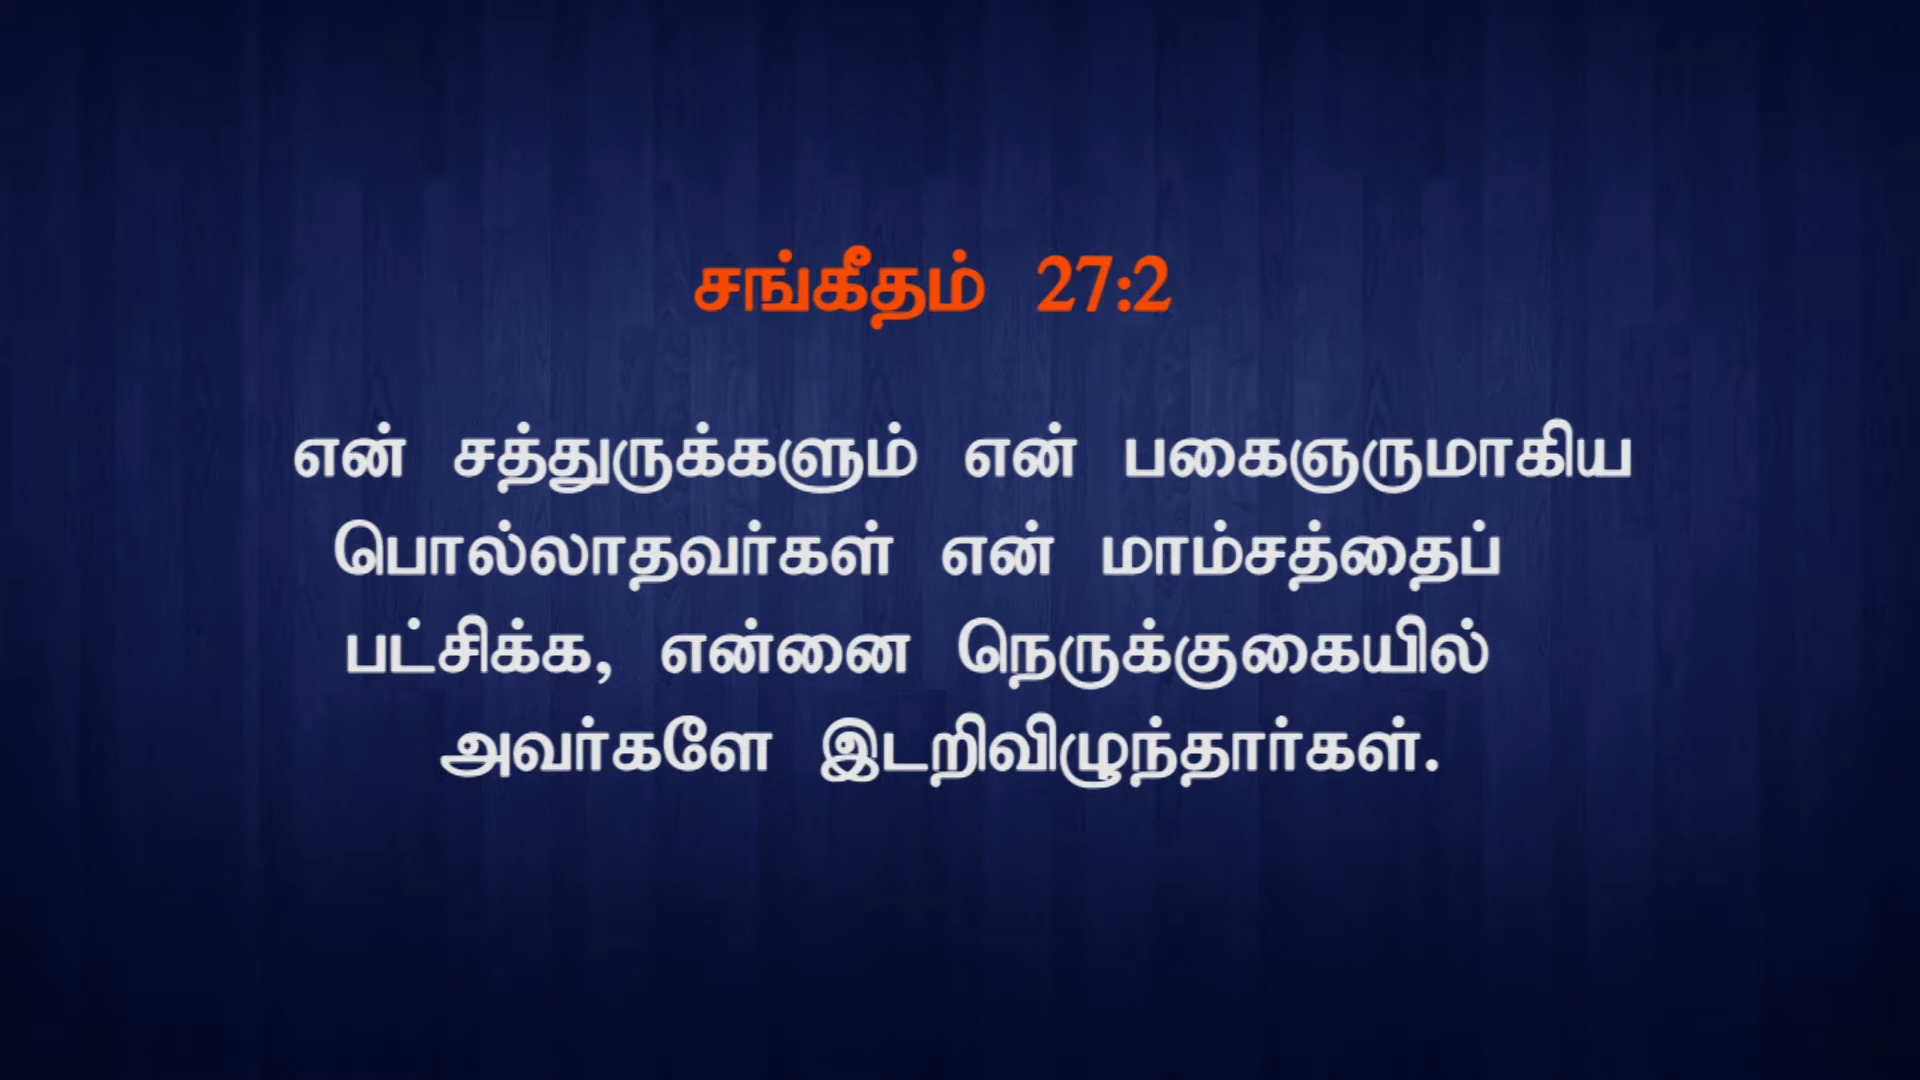 சங்கீதம் 27:2
என் சத்துருக்களும் என் பகைஞருமாகிய
பொல்லாதவர்கள் என் மாம்சத்தைப்
பட்சிக்க, என்னை நெருக்குகையில்
அவர்களே இடறிவிழுந்தார்கள்.